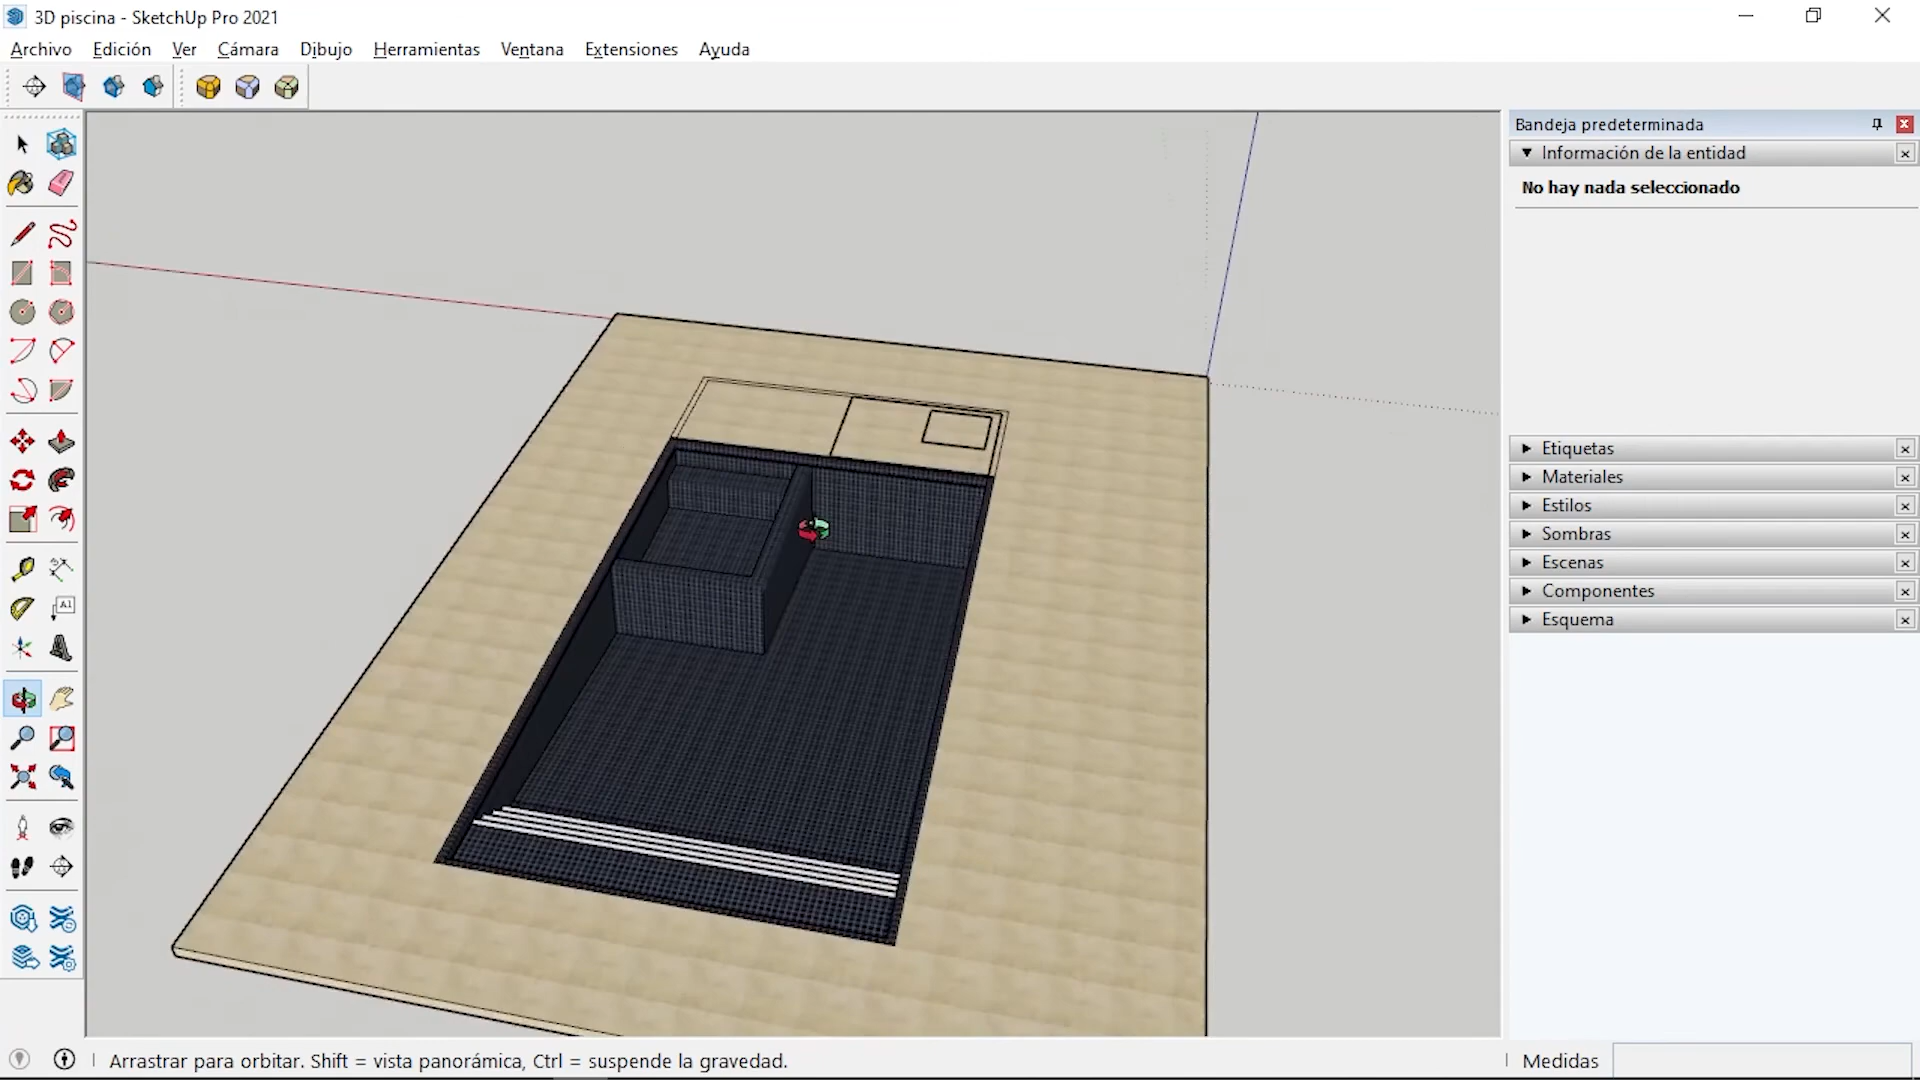 3D piscina - SketchUp Pro 2021
Archivo Edición Ver Cámara Dibujo Herramientas Ventana Extensiones Ayuda
Bandeja predeterminada
Información de la entidad
No hay nada seleccionado
A1
Etiquetas
Materiales
Estilos
Sombras
Escenas
Componentes
Esquema
Arrastrar para orbitar. Shift = vista panorámica, Ctrl = suspende la gravedad.
Medidas